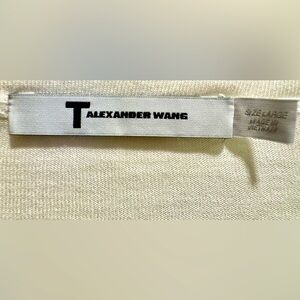 T ALEXANDER WANG
SIZE LARGE
MADE IN
VIETNAM